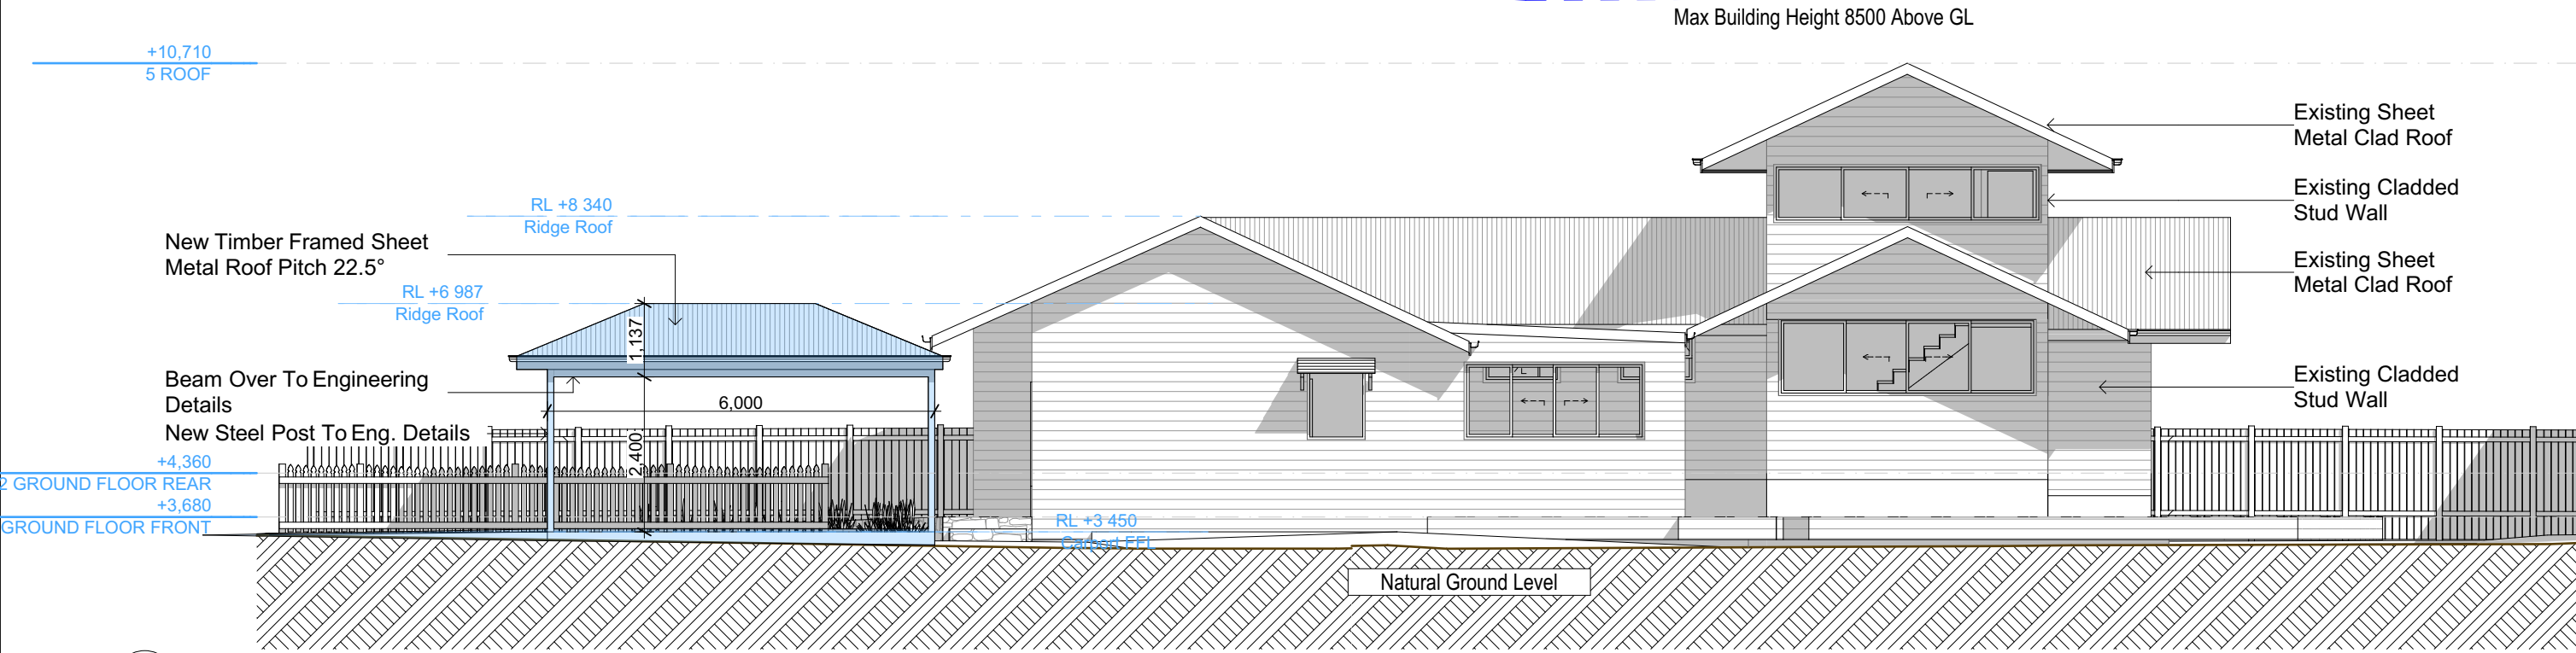 Max Building Height 8500 Above GL
+10,710
5 ROOF
Existing Sheet
Metal Clad Roof
Existing Cladded
Stud Wall
RL +8 340
Ridge Roof
New Timber Framed Sheet
Metal Roof Pitch 22.5°
Existing Sheet
Metal Clad Roof
RL +6 987
Ridge Roof
1,137
Beam Over To Engineering
Details
Existing Cladded
Stud Wall
6,000
New Steel Post To Eng. Details
2,400
+4,360
2 GROUND FLOOR REAR
+3,680
GROUND FLOOR FRONT
RL +3 450
Carport FFL
Natural Ground Level